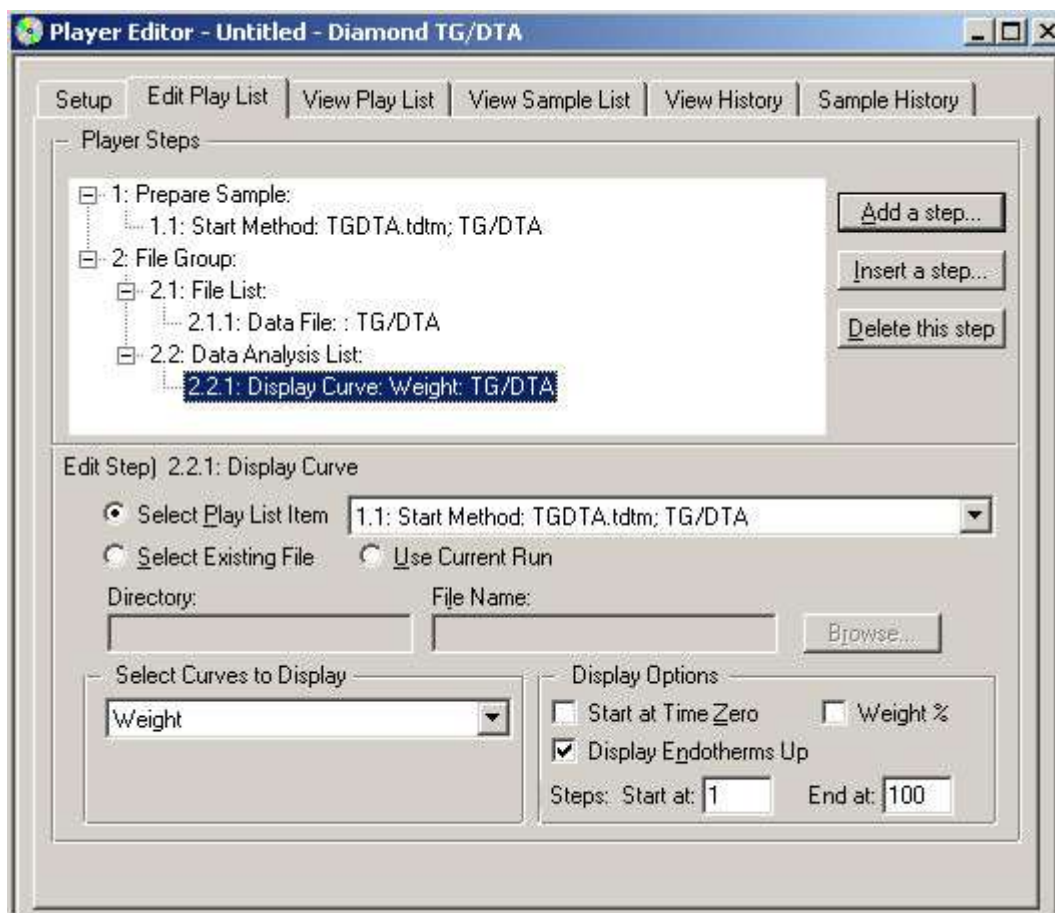 Player Editor - Untitled - Diamond TG/DTA
Setup Edit Play List View Play List View Sample List View History Sample History
Player Steps
1: Prepare Sample:
1.1: Start Method: TGDTA.tdtm; TG/DTA
2: File Group:
2.1: File List:
2.1.1: Data File: : TG/DTA
2.2: Data Analysis List:
2.2.1: Display Curve: Weight: TG/DTA
Add a step...
Insert a step...
Delete this step
Edit Step) 2.2.1: Display Curve
Select Play List Item 1.1: Start Method: TGDTA.tdtm; TG/DTA
Select Existing File Use Current Run
Directory: File Name:
Browse...
Select Curves to Display
Weight
Display Options
Start at Time Zero Weight %
Display Endotherms Up
Steps: Start at: 1 End at: 100